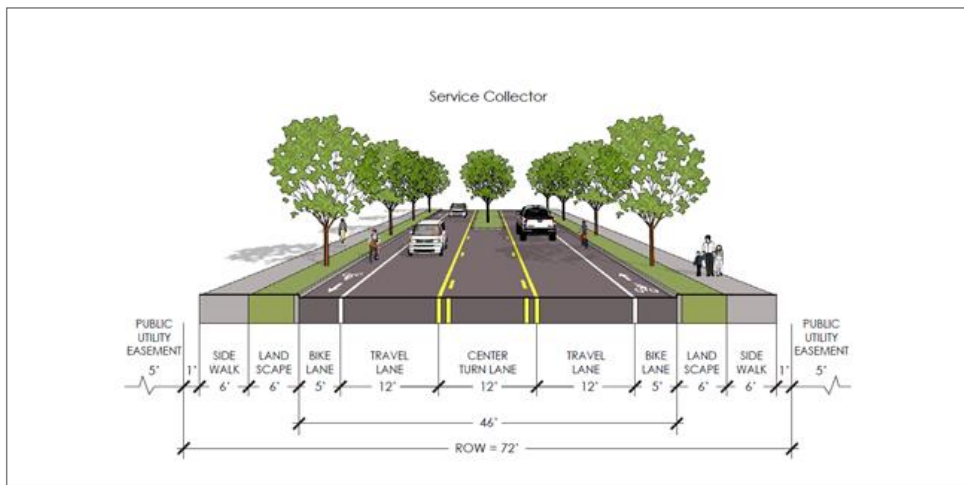 Service Collector
PUBLIC
UTILITY
EASEMENT
5'
1'
SIDE
WALK
6'
LAND
SCAPE
6'
BIKE
LANE
5'
TRAVEL
LANE
12'
CENTER
TURN LANE
12'
TRAVEL
LANE
12'
BIKE
LANE
5'
LAND
SCAPE
6'
SIDE
WALK
6'
1'
PUBLIC
UTILITY
EASEMENT
5'
46'
ROW = 72'